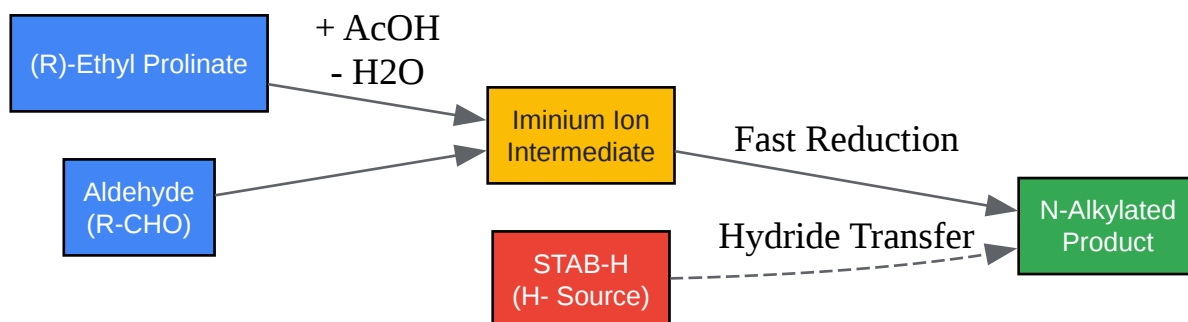 (R)-Ethyl Prolinate
+ AcOH
- H2O
Aldehyde
(R-CHO)
Iminium Ion
Intermediate
Fast Reduction
STAB-H
(H- Source)
Hydride Transfer
N-Alkylated
Product